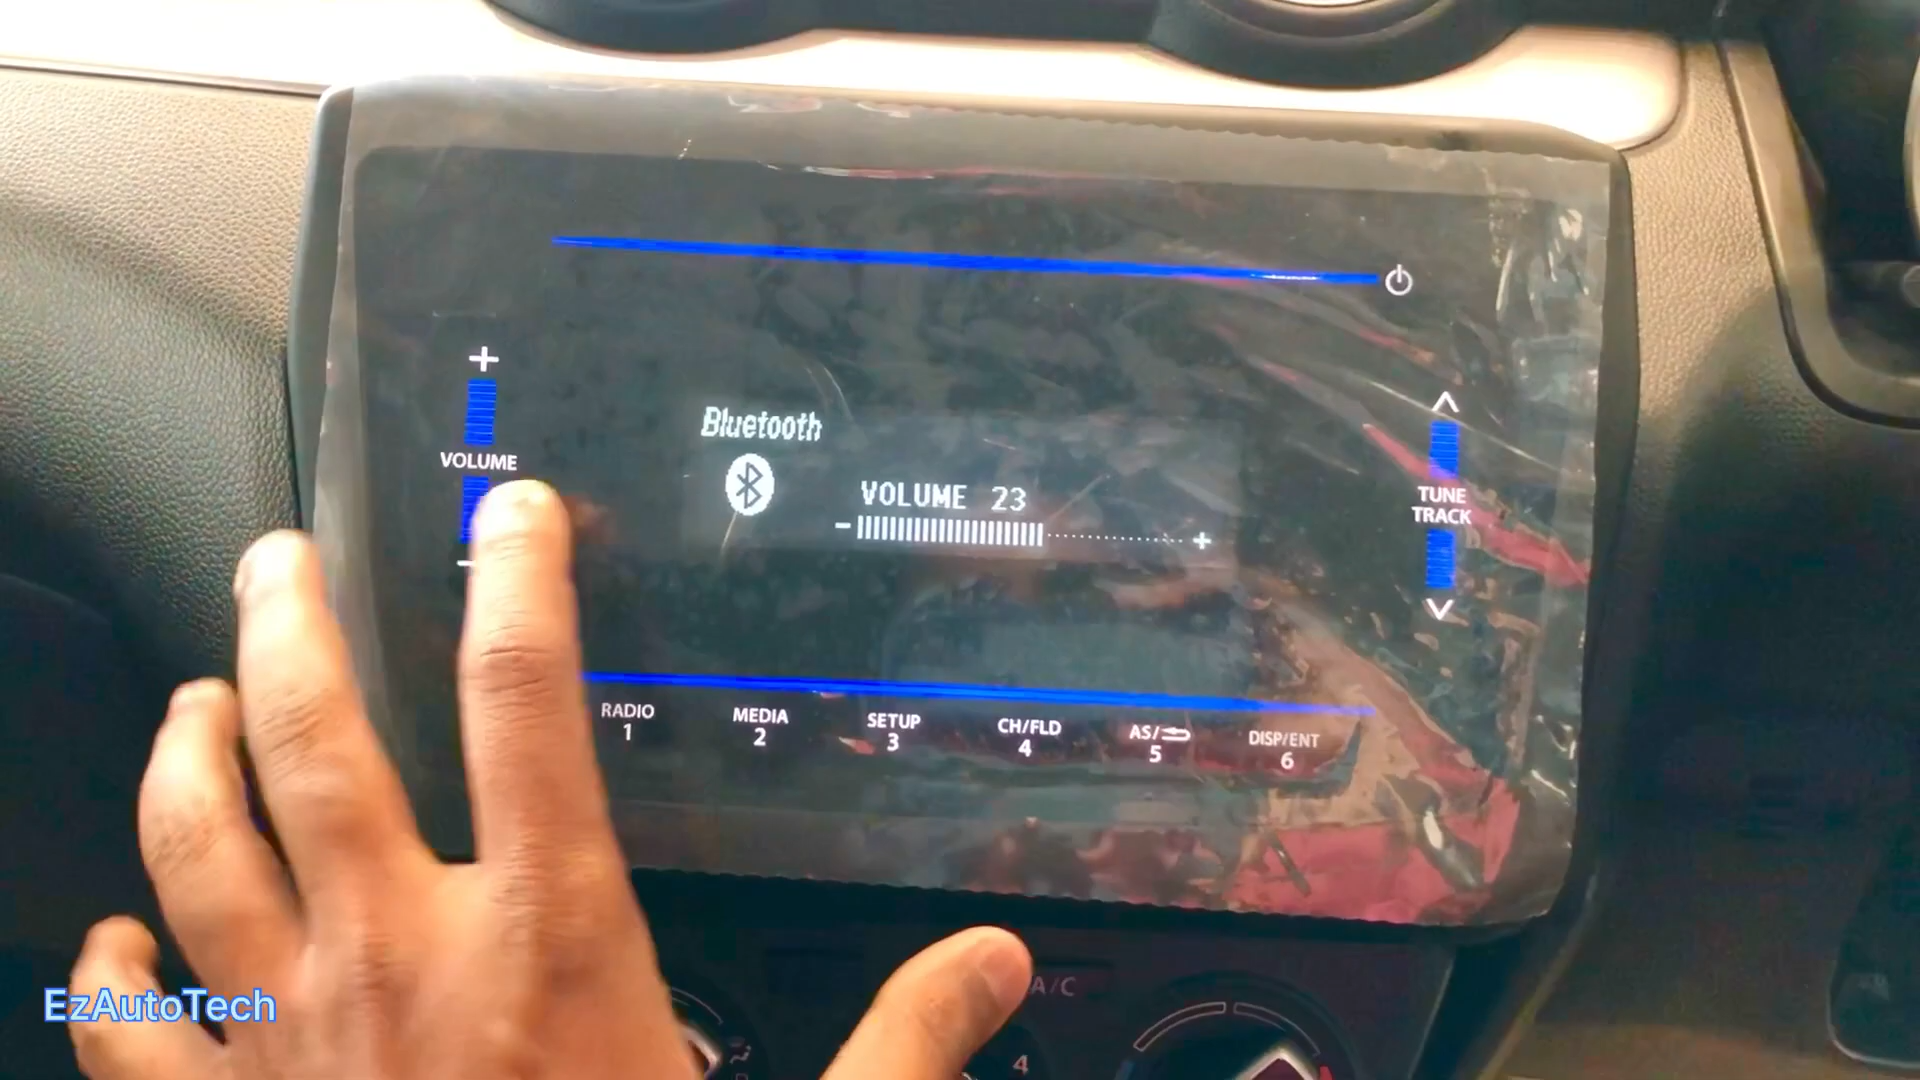 +
VOLUME
-
Bluetooth
VOLUME 23
- +
TUNE
TRACK
RADIO
1
MEDIA
2
SETUP
3
CH/FLD
4
AS/
5
DISP/ENT
6
A/C
4
EzAutoTech